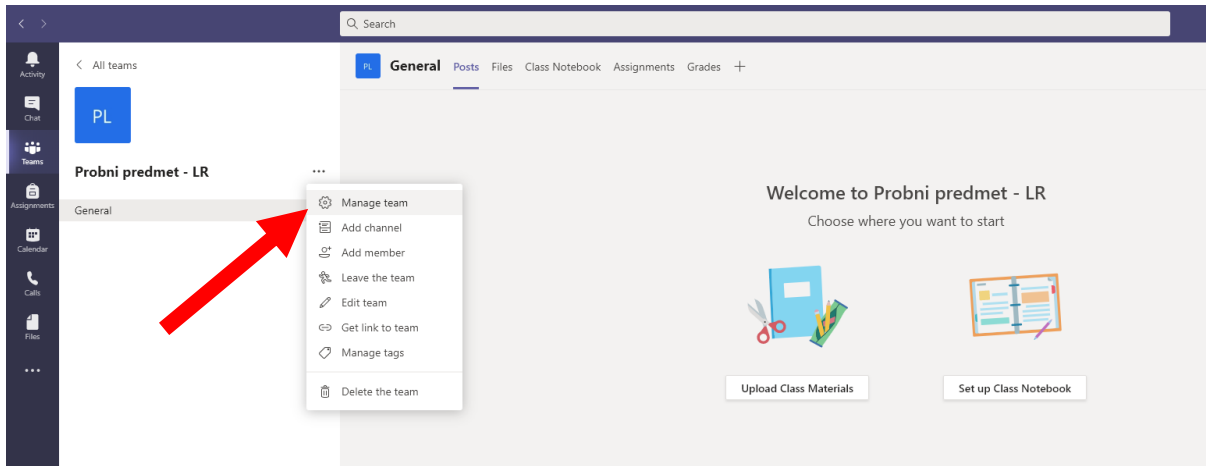 Search
Activity
Chat
Teams
Assignments
Calendar
Calls
Files
All teams
PL
Probni predmet - LR
General
Manage team
Add channel
Add member
Leave the team
Edit team
Get link to team
Manage tags
Delete the team
PL General Posts Files Class Notebook Assignments Grades
Welcome to Probni predmet - LR
Choose where you want to start
Upload Class Materials Set up Class Notebook